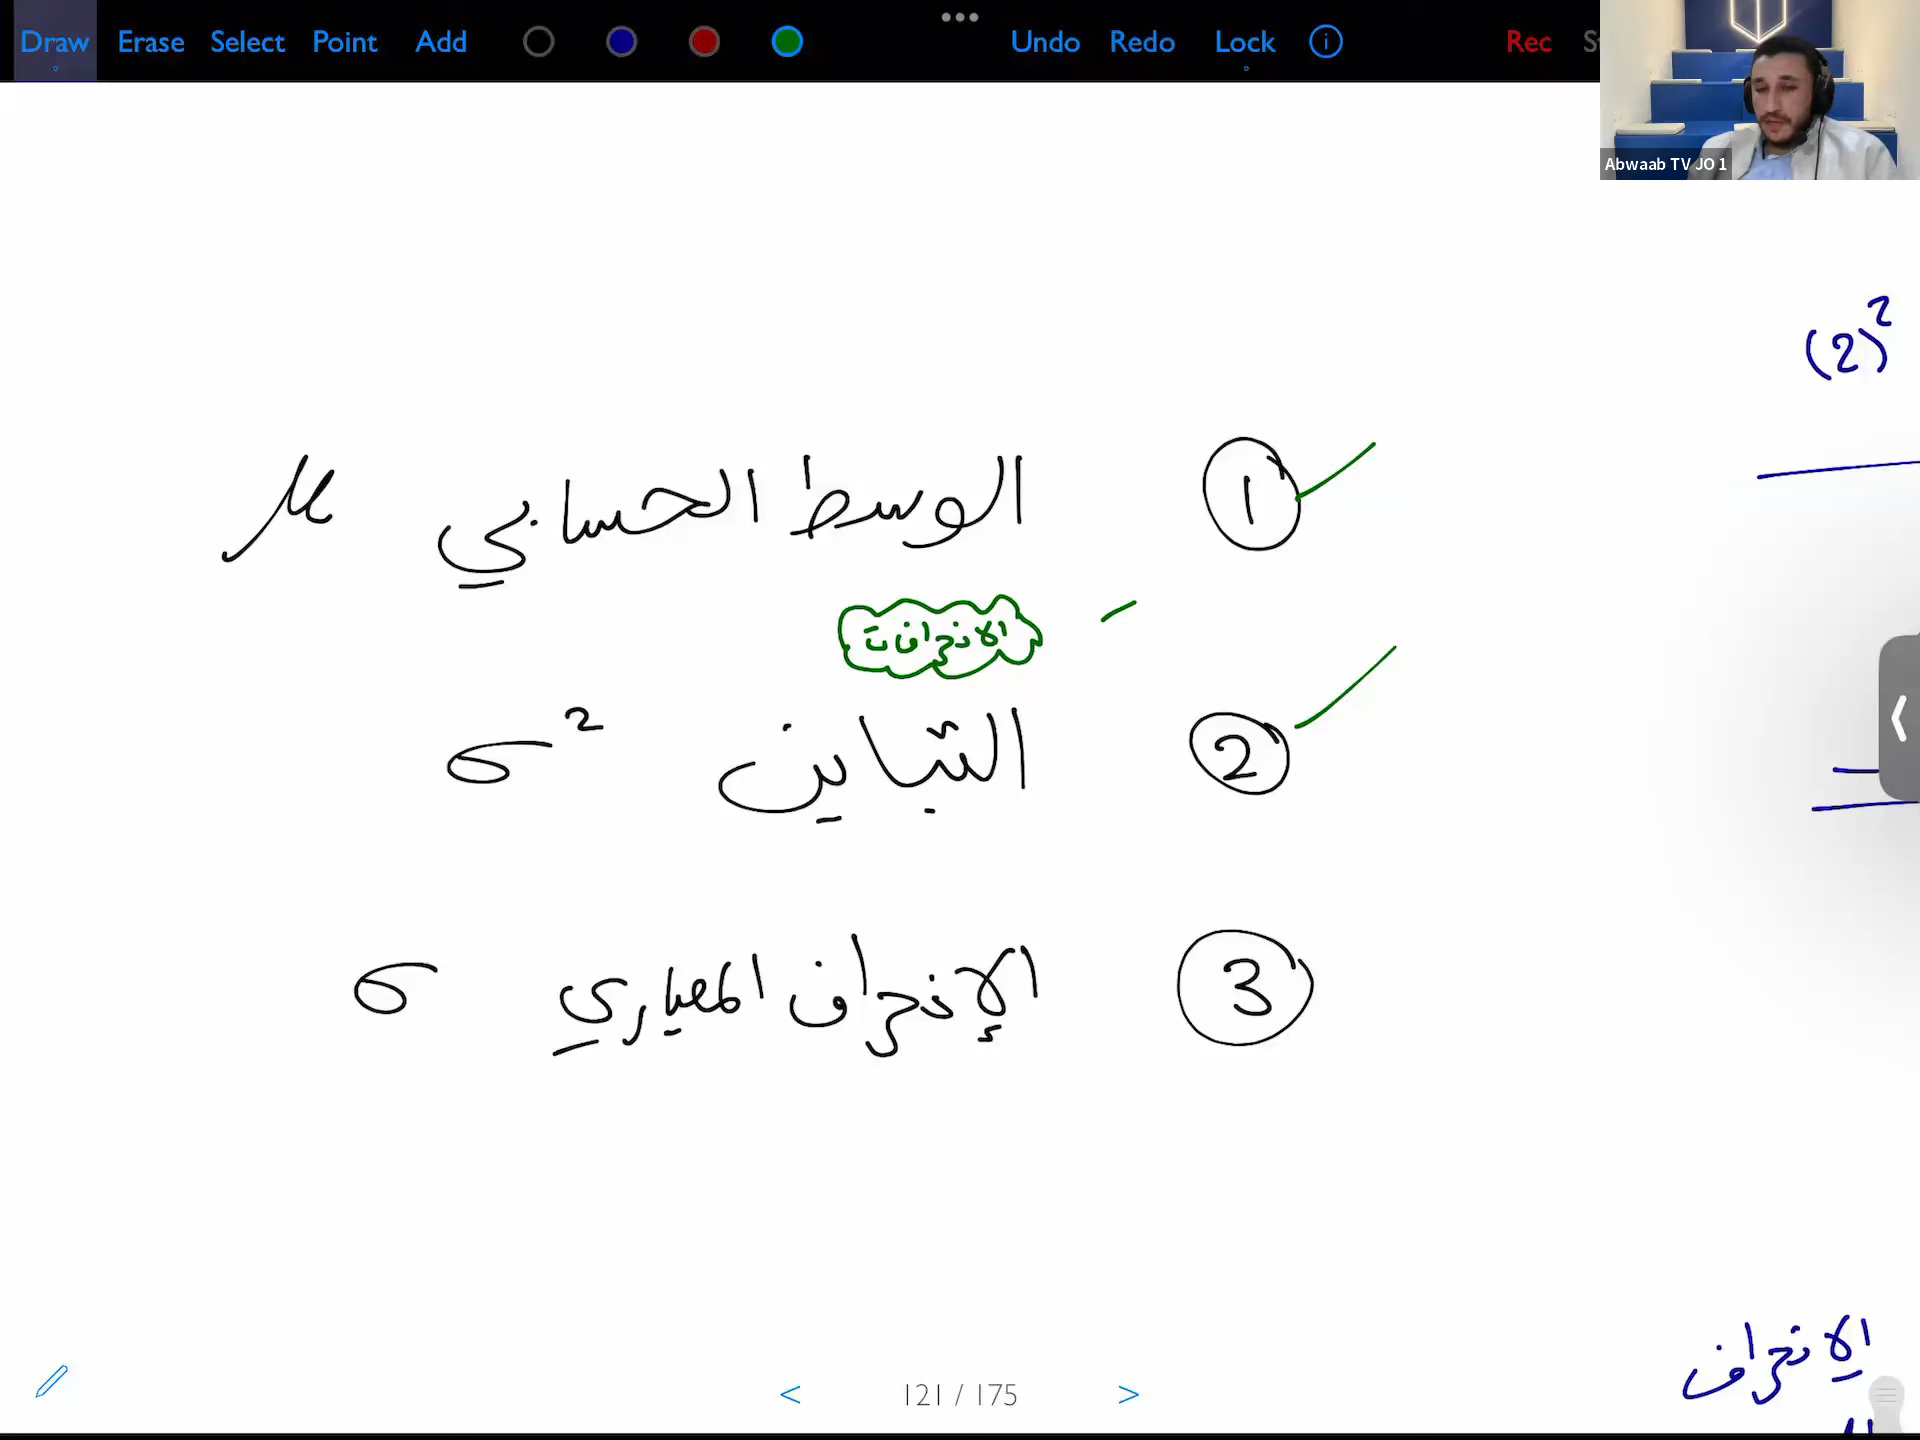 Draw Erase Select Point Add Undo Redo Lock Rec
Abwaab TV JO 1
(2)²
1 الوسط الحسابي μ
الانحرافات
2 التباين σ²
3 الإنحراف المعياري σ
الانحراف
< 121 / 175 >